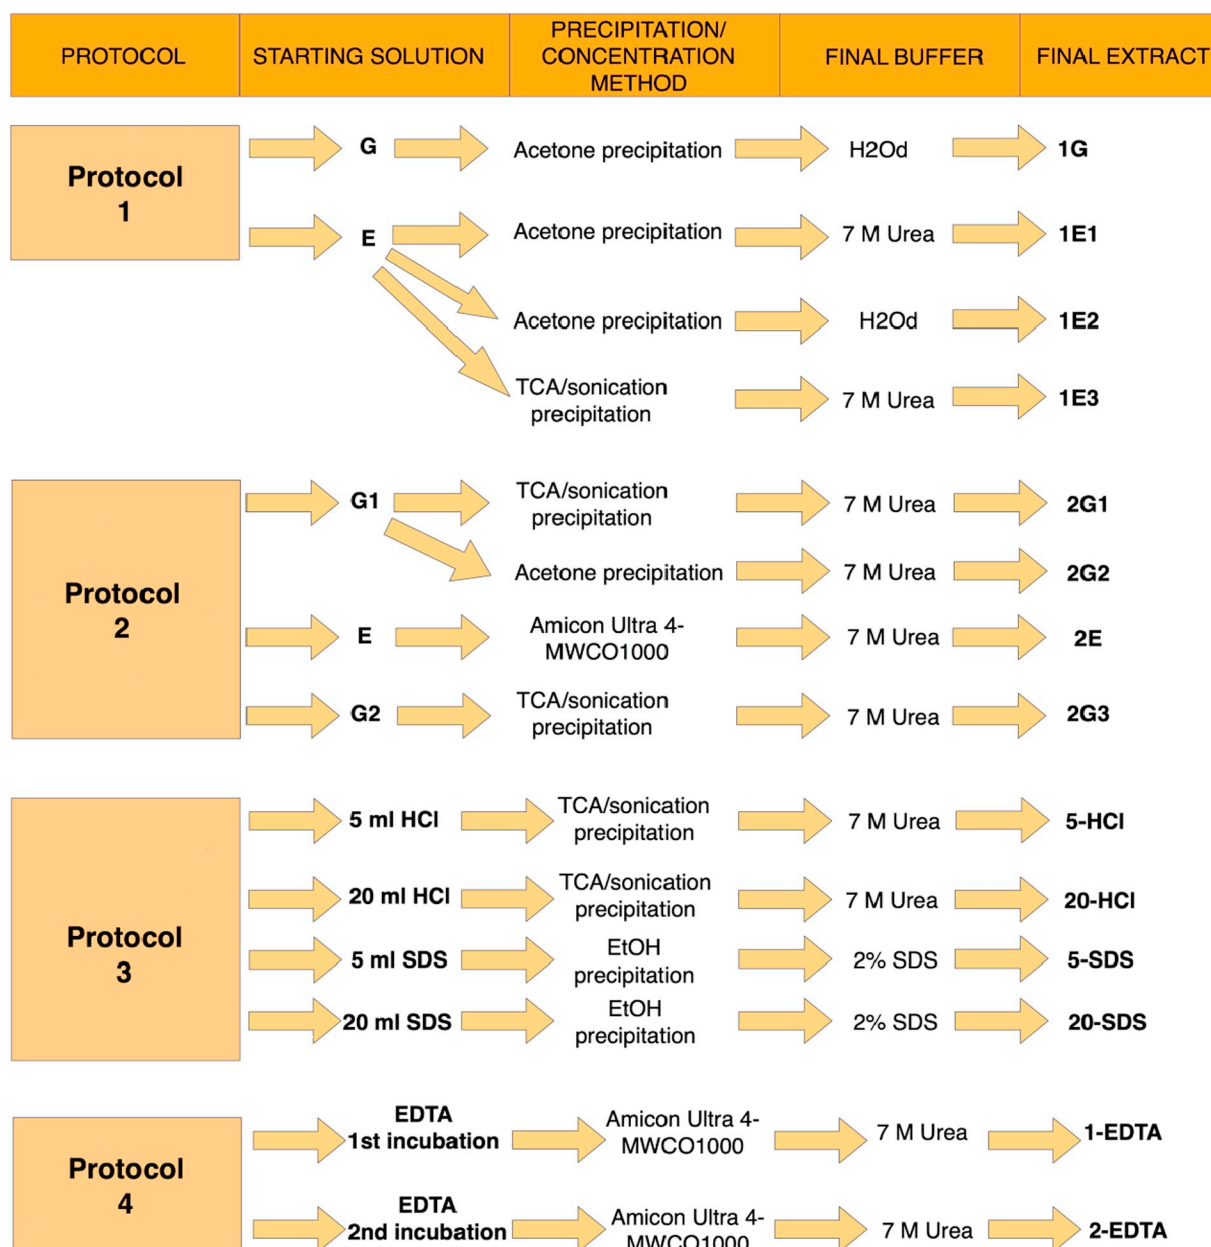 PROTOCOL
STARTING SOLUTION
PRECIPITATION/
CONCENTRATION
METHOD
FINAL BUFFER
FINAL EXTRACT
Protocol
1
G
Acetone precipitation
H2Od
1G
E
Acetone precipitation
7 M Urea
1E1
Acetone precipitation
H2Od
1E2
TCA/sonication
precipitation
7 M Urea
1E3
Protocol
2
G1
TCA/sonication
precipitation
7 M Urea
2G1
Acetone precipitation
7 M Urea
2G2
E
Amicon Ultra 4-
MWCO1000
7 M Urea
2E
G2
TCA/sonication
precipitation
7 M Urea
2G3
Protocol
3
5 ml HCl
TCA/sonication
precipitation
7 M Urea
5-HCl
20 ml HCl
TCA/sonication
precipitation
7 M Urea
20-HCl
5 ml SDS
EtOH
precipitation
2% SDS
5-SDS
20 ml SDS
EtOH
precipitation
2% SDS
20-SDS
Protocol
4
EDTA
1st incubation
Amicon Ultra 4-
MWCO1000
7 M Urea
1-EDTA
EDTA
2nd incubation
Amicon Ultra 4-
MWCO1000
7 M Urea
2-EDTA